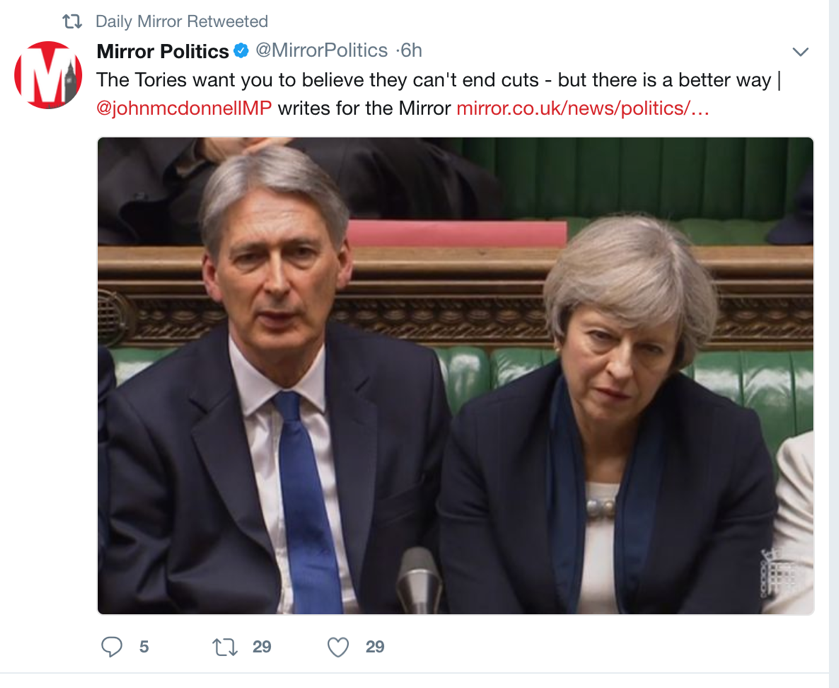 Daily Mirror Retweeted
Mirror Politics @MirrorPolitics ·6h
The Tories want you to believe they can't end cuts - but there is a better way |
@johnmcdonnellMP writes for the Mirror mirror.co.uk/news/politics/…
5 29 29